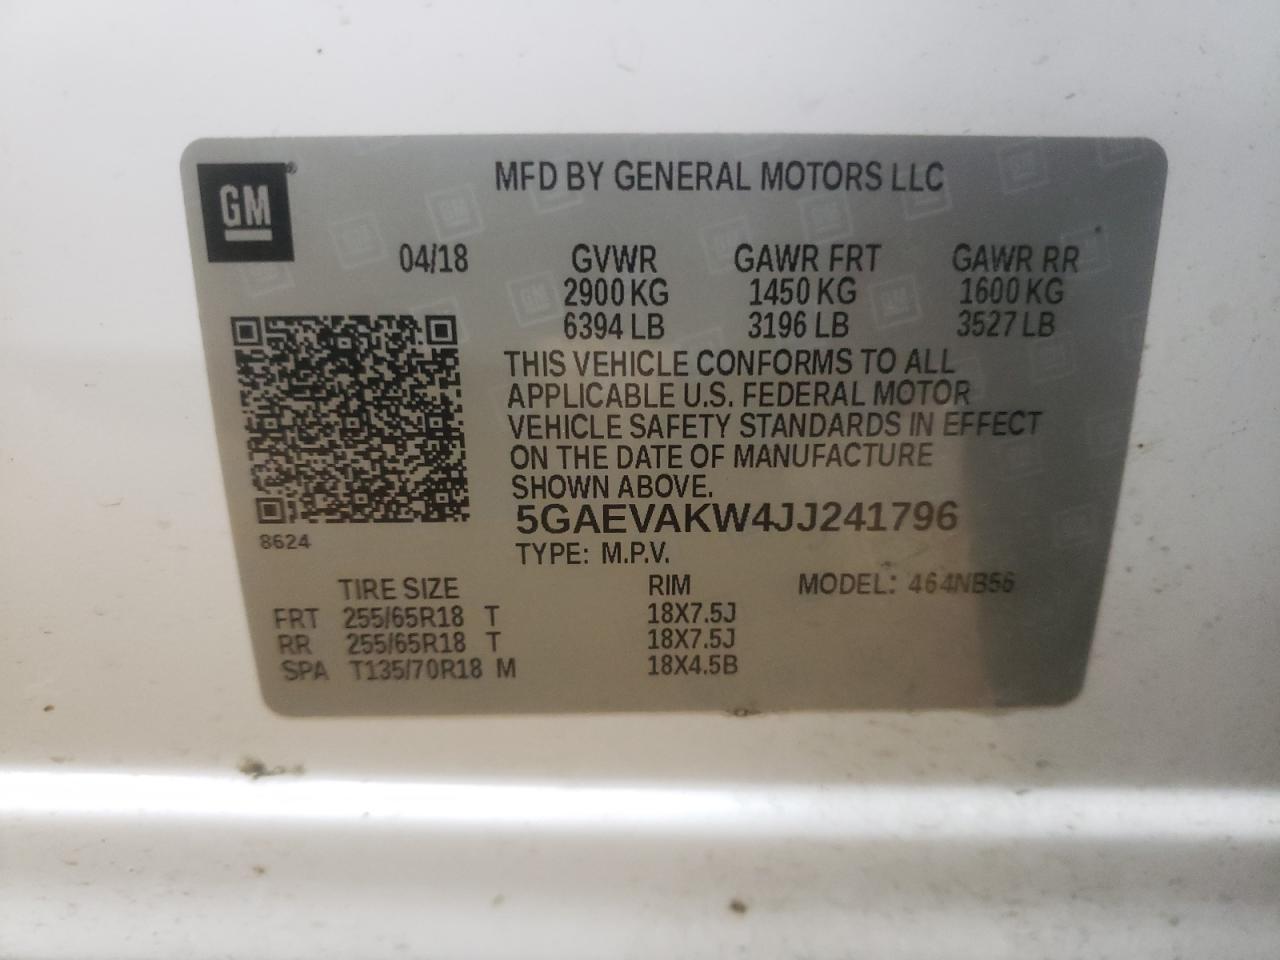 GM
MFD BY GENERAL MOTORS LLC
04/18 GVWR GAWR FRT GAWR RR
2900 KG 1450 KG 1600 KG
6394 LB 3196 LB 3527 LB
THIS VEHICLE CONFORMS TO ALL
APPLICABLE U.S. FEDERAL MOTOR
VEHICLE SAFETY STANDARDS IN EFFECT
ON THE DATE OF MANUFACTURE
SHOWN ABOVE.
5GAEVAKW4JJ241796
8624
TYPE: M.P.V.
TIRE SIZE RIM MODEL: 464NB56
FRT 255/65R18 T 18X7.5J
RR 255/65R18 T 18X7.5J
SPA T135/70R18 M 18X4.5B